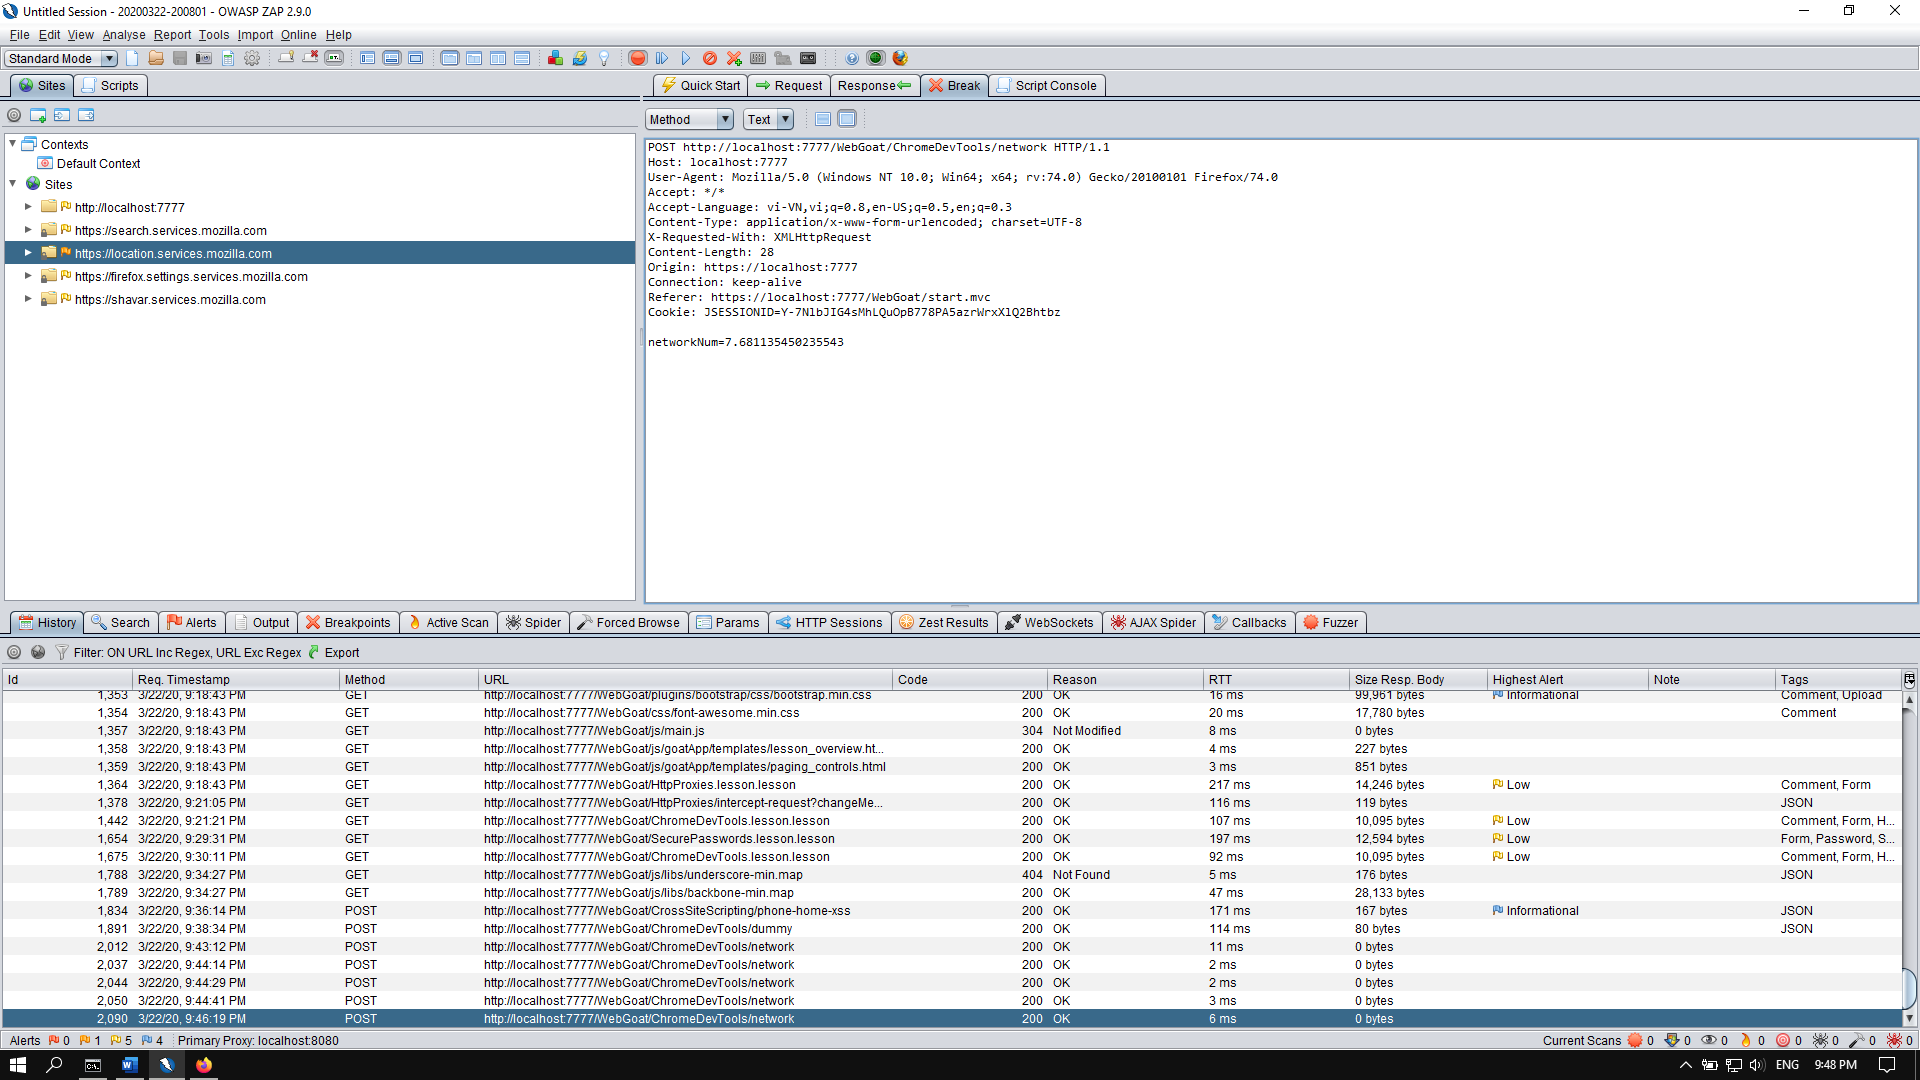 Untitled Session - 20200322-200801 - OWASP ZAP 2.9.0
File Edit View Analyse Report Tools Import Online Help
Standard Mode
Sites Scripts
Quick Start Request Response Break Script Console
Method Text
Contexts
Default Context
Sites
http://localhost:7777
https://search.services.mozilla.com
https://location.services.mozilla.com
https://firefox.settings.services.mozilla.com
https://shavar.services.mozilla.com
POST http://localhost:7777/WebGoat/ChromeDevTools/network HTTP/1.1
Host: localhost:7777
User-Agent: Mozilla/5.0 (Windows NT 10.0; Win64; x64; rv:74.0) Gecko/20100101 Firefox/74.0
Accept: */*
Accept-Language: vi-VN,vi;q=0.8,en-US;q=0.5,en;q=0.3
Content-Type: application/x-www-form-urlencoded; charset=UTF-8
X-Requested-With: XMLHttpRequest
Content-Length: 28
Origin: https://localhost:7777
Connection: keep-alive
Referer: https://localhost:7777/WebGoat/start.mvc
Cookie: JSESSIONID=Y-7NlbJIG4sMhLQuOpB778PA5azrWrxXlQ2Bhtbz
networkNum=7.681135450235543
History Search Alerts Output Breakpoints Active Scan Spider Forced Browse Params HTTP Sessions Zest Results WebSockets AJAX Spider Callbacks Fuzzer
Filter: ON URL Inc Regex, URL Exc Regex Export
Id Req. Timestamp Method URL Code Reason RTT Size Resp. Body Highest Alert Note Tags
1,353 3/22/20, 9:18:43 PM GET http://localhost:7777/WebGoat/plugins/bootstrap/css/bootstrap.min.css 200 OK 16 ms 99,961 bytes Informational Comment, Upload
1,354 3/22/20, 9:18:43 PM GET http://localhost:7777/WebGoat/css/font-awesome.min.css 200 OK 20 ms 17,780 bytes Comment
1,357 3/22/20, 9:18:43 PM GET http://localhost:7777/WebGoat/js/main.js 304 Not Modified 8 ms 0 bytes
1,358 3/22/20, 9:18:43 PM GET http://localhost:7777/WebGoat/js/goatApp/templates/lesson_overview.ht... 200 OK 4 ms 227 bytes
1,359 3/22/20, 9:18:43 PM GET http://localhost:7777/WebGoat/js/goatApp/templates/paging_controls.html 200 OK 3 ms 851 bytes
1,364 3/22/20, 9:18:43 PM GET http://localhost:7777/WebGoat/HttpProxies.lesson.lesson 200 OK 217 ms 14,246 bytes Low Comment, Form
1,378 3/22/20, 9:21:05 PM GET http://localhost:7777/WebGoat/HttpProxies/intercept-request?changeMe... 200 OK 116 ms 119 bytes JSON
1,442 3/22/20, 9:21:21 PM GET http://localhost:7777/WebGoat/ChromeDevTools.lesson.lesson 200 OK 107 ms 10,095 bytes Low Comment, Form, H...
1,654 3/22/20, 9:29:31 PM GET http://localhost:7777/WebGoat/SecurePasswords.lesson.lesson 200 OK 197 ms 12,594 bytes Low Form, Password, S...
1,675 3/22/20, 9:30:11 PM GET http://localhost:7777/WebGoat/ChromeDevTools.lesson.lesson 200 OK 92 ms 10,095 bytes Low Comment, Form, H...
1,788 3/22/20, 9:34:27 PM GET http://localhost:7777/WebGoat/js/libs/underscore-min.map 404 Not Found 5 ms 176 bytes JSON
1,789 3/22/20, 9:34:27 PM GET http://localhost:7777/WebGoat/js/libs/backbone-min.map 200 OK 47 ms 28,133 bytes
1,834 3/22/20, 9:36:14 PM POST http://localhost:7777/WebGoat/CrossSiteScripting/phone-home-xss 200 OK 171 ms 167 bytes Informational JSON
1,891 3/22/20, 9:38:34 PM POST http://localhost:7777/WebGoat/ChromeDevTools/dummy 200 OK 114 ms 80 bytes JSON
2,012 3/22/20, 9:43:12 PM POST http://localhost:7777/WebGoat/ChromeDevTools/network 200 OK 11 ms 0 bytes
2,037 3/22/20, 9:44:14 PM POST http://localhost:7777/WebGoat/ChromeDevTools/network 200 OK 2 ms 0 bytes
2,044 3/22/20, 9:44:29 PM POST http://localhost:7777/WebGoat/ChromeDevTools/network 200 OK 2 ms 0 bytes
2,050 3/22/20, 9:44:41 PM POST http://localhost:7777/WebGoat/ChromeDevTools/network 200 OK 3 ms 0 bytes
2,090 3/22/20, 9:46:19 PM POST http://localhost:7777/WebGoat/ChromeDevTools/network 200 OK 6 ms 0 bytes
Alerts 0 1 5 4 Primary Proxy: localhost:8080 Current Scans 0 0 0 0 0 0 0 0
ENG 9:48 PM